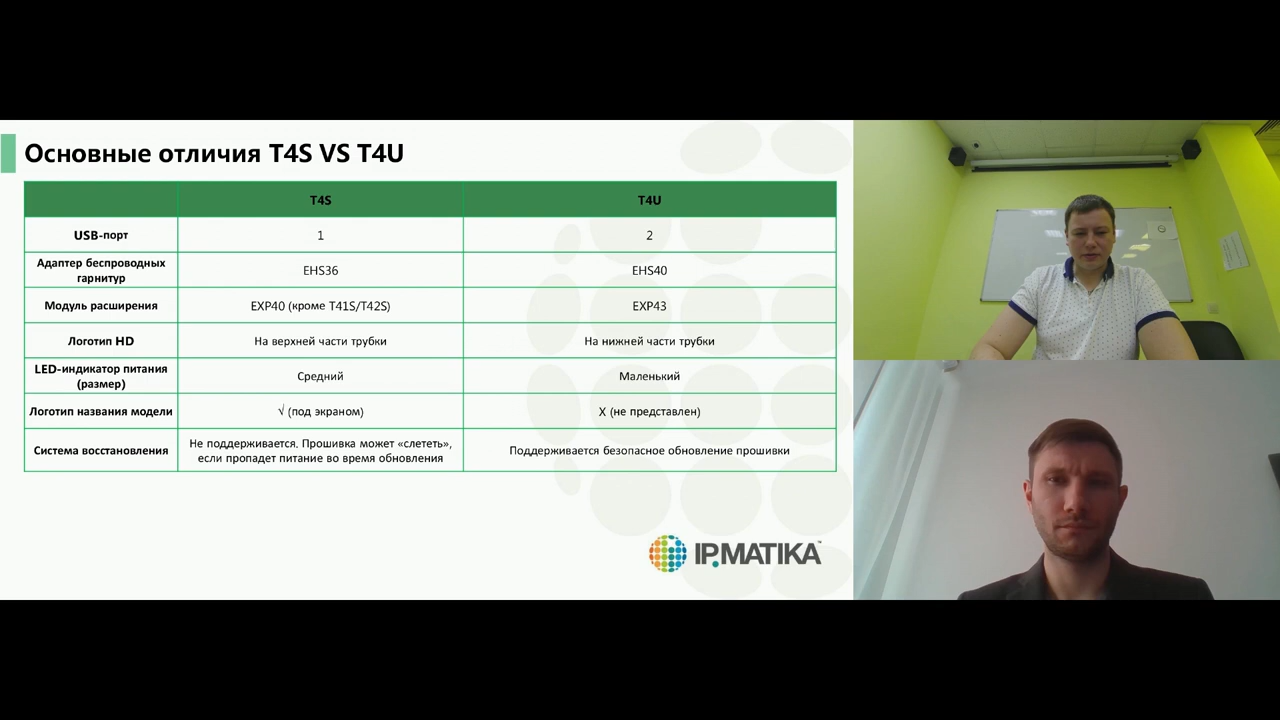 Основные отличия T4S VS T4U
T4S T4U
USB-порт 1 2
Адаптер беспроводных
гарнитур EHS36 EHS40
Модуль расширения EXP40 (кроме T41S/T42S) EXP43
Логотип HD На верхней части трубки На нижней части трубки
LED-индикатор питания
(размер) Средний Маленький
Логотип названия модели √ (под экраном) X (не представлен)
Система восстановления Не поддерживается. Прошивка может «слететь»,
если пропадет питание во время обновления Поддерживается безопасное обновление прошивки
IP.MATIKA™